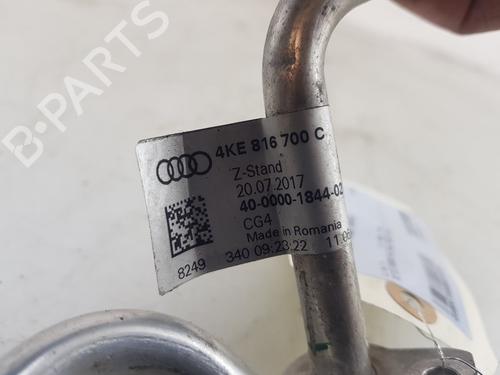 4KE 816 700 C
Z-Stand
20.07.2017
40-0000-1844-02
CG4
Made in Romania
8249 340 09:23:22
B-PARTS